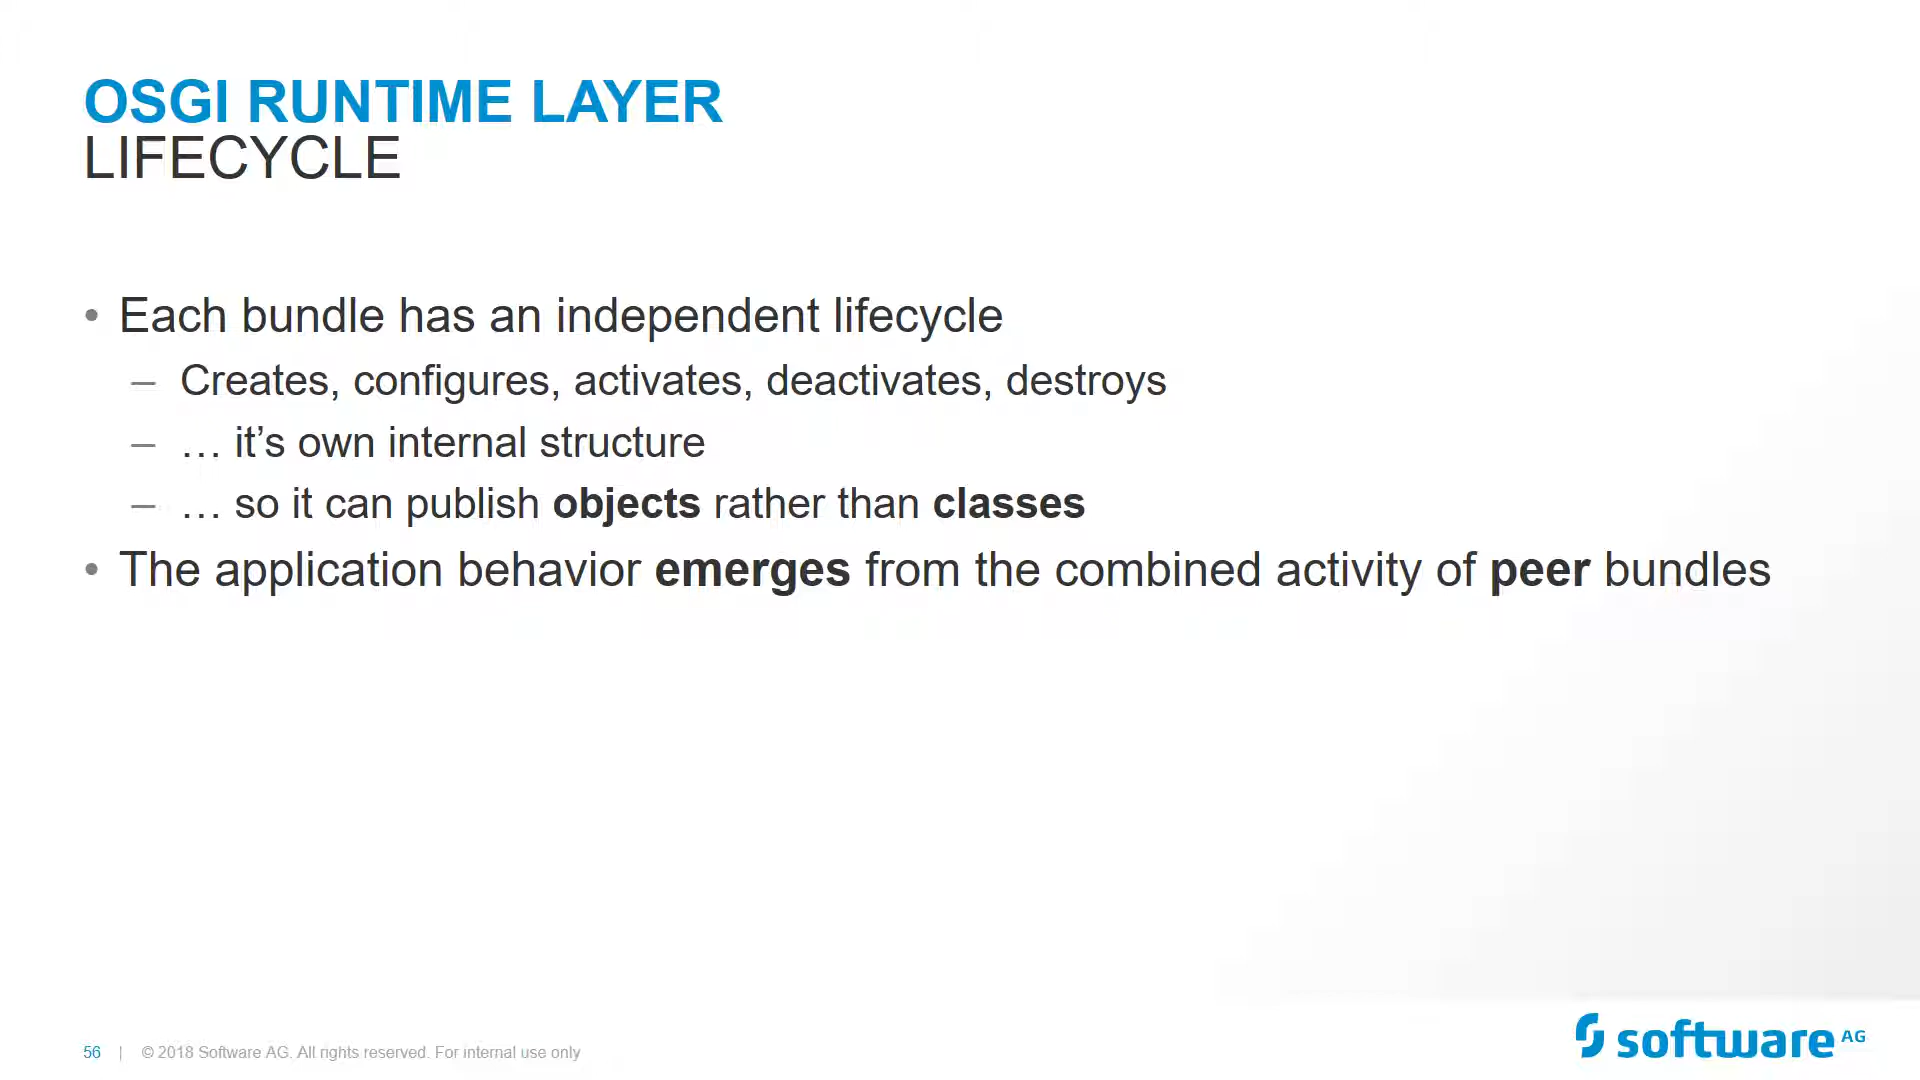 OSGI RUNTIME LAYER
LIFECYCLE
• Each bundle has an independent lifecycle
– Creates, configures, activates, deactivates, destroys
– … it’s own internal structure
– … so it can publish objects rather than classes
• The application behavior emerges from the combined activity of peer bundles
56 | © 2018 Software AG. All rights reserved. For internal use only
software AG